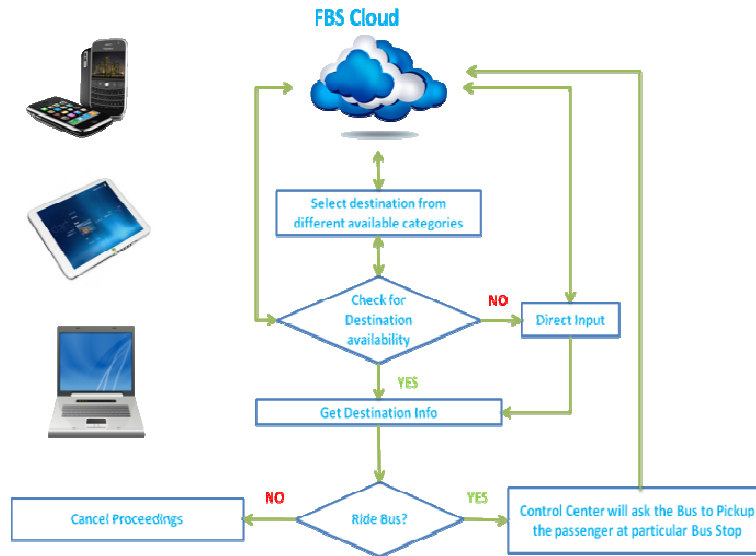 FBS Cloud
Select destination from
different available categories.
Check for
Destination
availability
NO
Direct Input
YES
Get Destination Info
NO
Ride Bus?
YES
Cancel Proceedings
Control Center will ask the Bus to Pickup
the passenger at particular Bus Stop